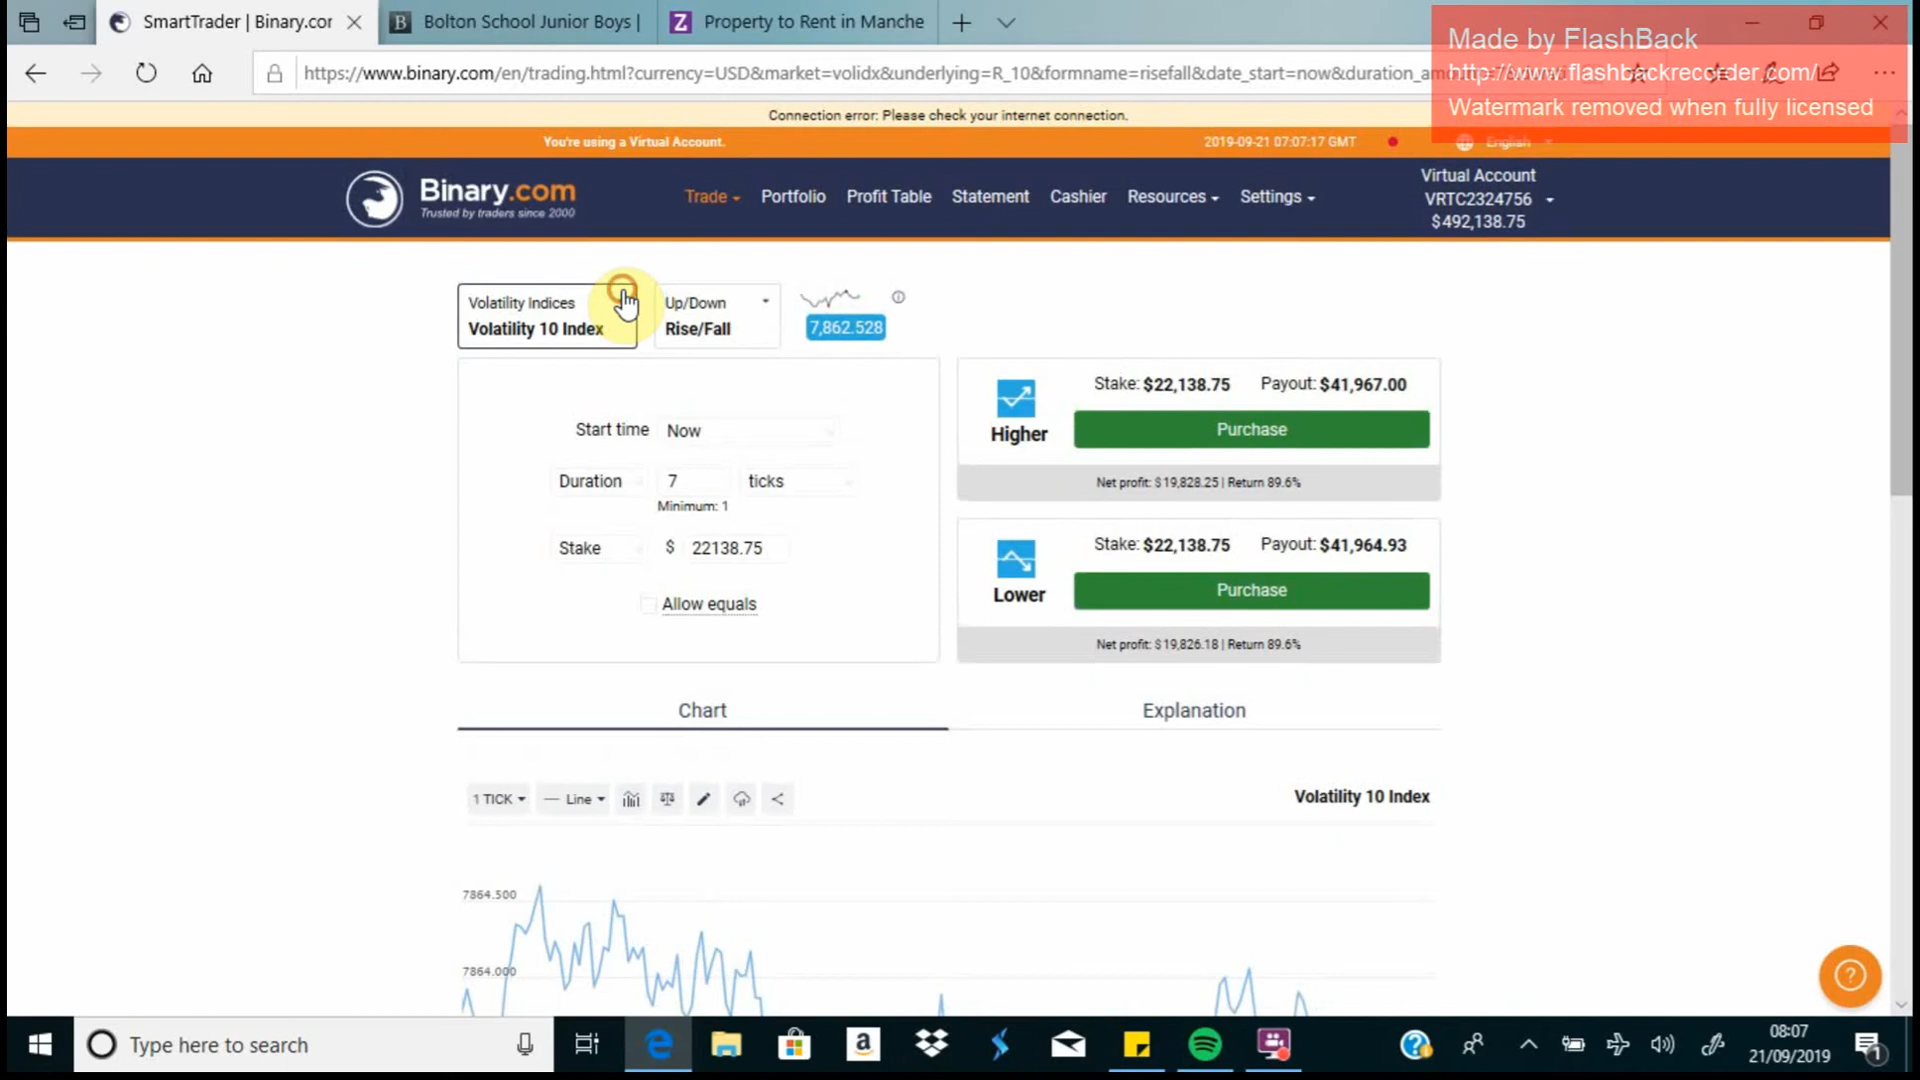 SmartTrader | Binary.cor
Bolton School Junior Boys |
Property to Rent in Manche
Made by FlashBack
http://www.flashbackrecorder.com/
Watermark removed when fully licensed
https://www.binary.com/en/trading.html?currency=USD&market=volidx&underlying=R_10&formname=risefall&date_start=now&duration_am
Connection error: Please check your internet connection.
You're using a Virtual Account.
2019-09-21 07:07:17 GMT
English
Binary.com
Trusted by traders since 2000
Trade
Portfolio
Profit Table
Statement
Cashier
Resources
Settings
Virtual Account
VRTC2324756
$492,138.75
Volatility Indices
Volatility 10 Index
Up/Down
Rise/Fall
7,862.528
Start time Now
Duration 7 ticks
Minimum: 1
Stake $ 22138.75
Allow equals
Stake: $22,138.75 Payout: $41,967.00
Higher
Purchase
Net profit: $19,828.25 | Return 89.6%
Stake: $22,138.75 Payout: $41,964.93
Lower
Purchase
Net profit: $19,826.18 | Return 89.6%
Chart
Explanation
1 TICK
Line
Volatility 10 Index
7864.500
7864.000
Type here to search
08:07
21/09/2019
1